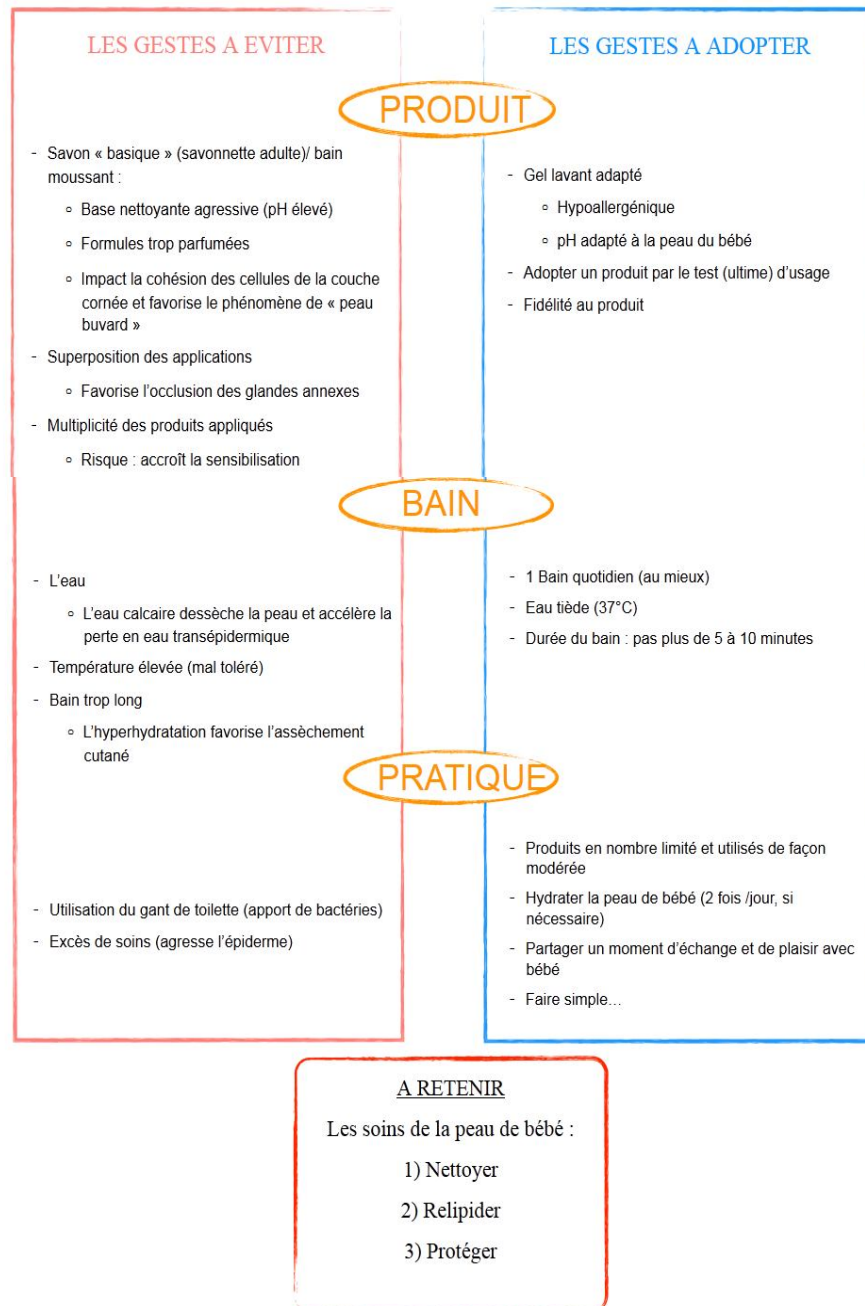 LES GESTES A EVITER
LES GESTES A ADOPTER
PRODUIT
- Savon « basique » (savonnette adulte)/ bain
moussant :
◦ Base nettoyante agressive (pH élevé)
◦ Formules trop parfumées
◦ Impact la cohésion des cellules de la couche
cornée et favorise le phénomène de « peau
buvard »
- Superposition des applications
◦ Favorise l’occlusion des glandes annexes
- Multiplicité des produits appliqués
◦ Risque : accroît la sensibilisation
- Gel lavant adapté
◦ Hypoallergénique
◦ pH adapté à la peau du bébé
- Adopter un produit par le test (ultime) d’usage
- Fidélité au produit
BAIN
- L’eau
◦ L’eau calcaire dessèche la peau et accélère la
perte en eau transépidermique
- Température élevée (mal toléré)
- Bain trop long
◦ L’hyperhydratation favorise l’assèchement
cutané
- 1 Bain quotidien (au mieux)
- Eau tiède (37°C)
- Durée du bain : pas plus de 5 à 10 minutes
PRATIQUE
- Utilisation du gant de toilette (apport de bactéries)
- Excès de soins (agresse l’épiderme)
- Produits en nombre limité et utilisés de façon
modérée
- Hydrater la peau de bébé (2 fois /jour, si
nécessaire)
- Partager un moment d’échange et de plaisir avec
bébé
- Faire simple…
A RETENIR
Les soins de la peau de bébé :
1) Nettoyer
2) Relipider
3) Protéger